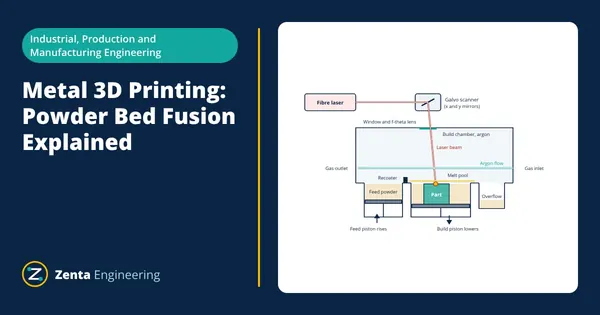 Industrial, Production and
Manufacturing Engineering
Metal 3D Printing:
Powder Bed Fusion
Explained
Zenta Engineering
Fibre laser
Galvo scanner
(x and y mirrors)
Window and f-theta lens
Build chamber, argon
Laser beam
Argon flow
Gas outlet
Gas inlet
Recoater
Melt pool
Feed powder
Part
Overflow
Feed piston rises
Build piston lowers